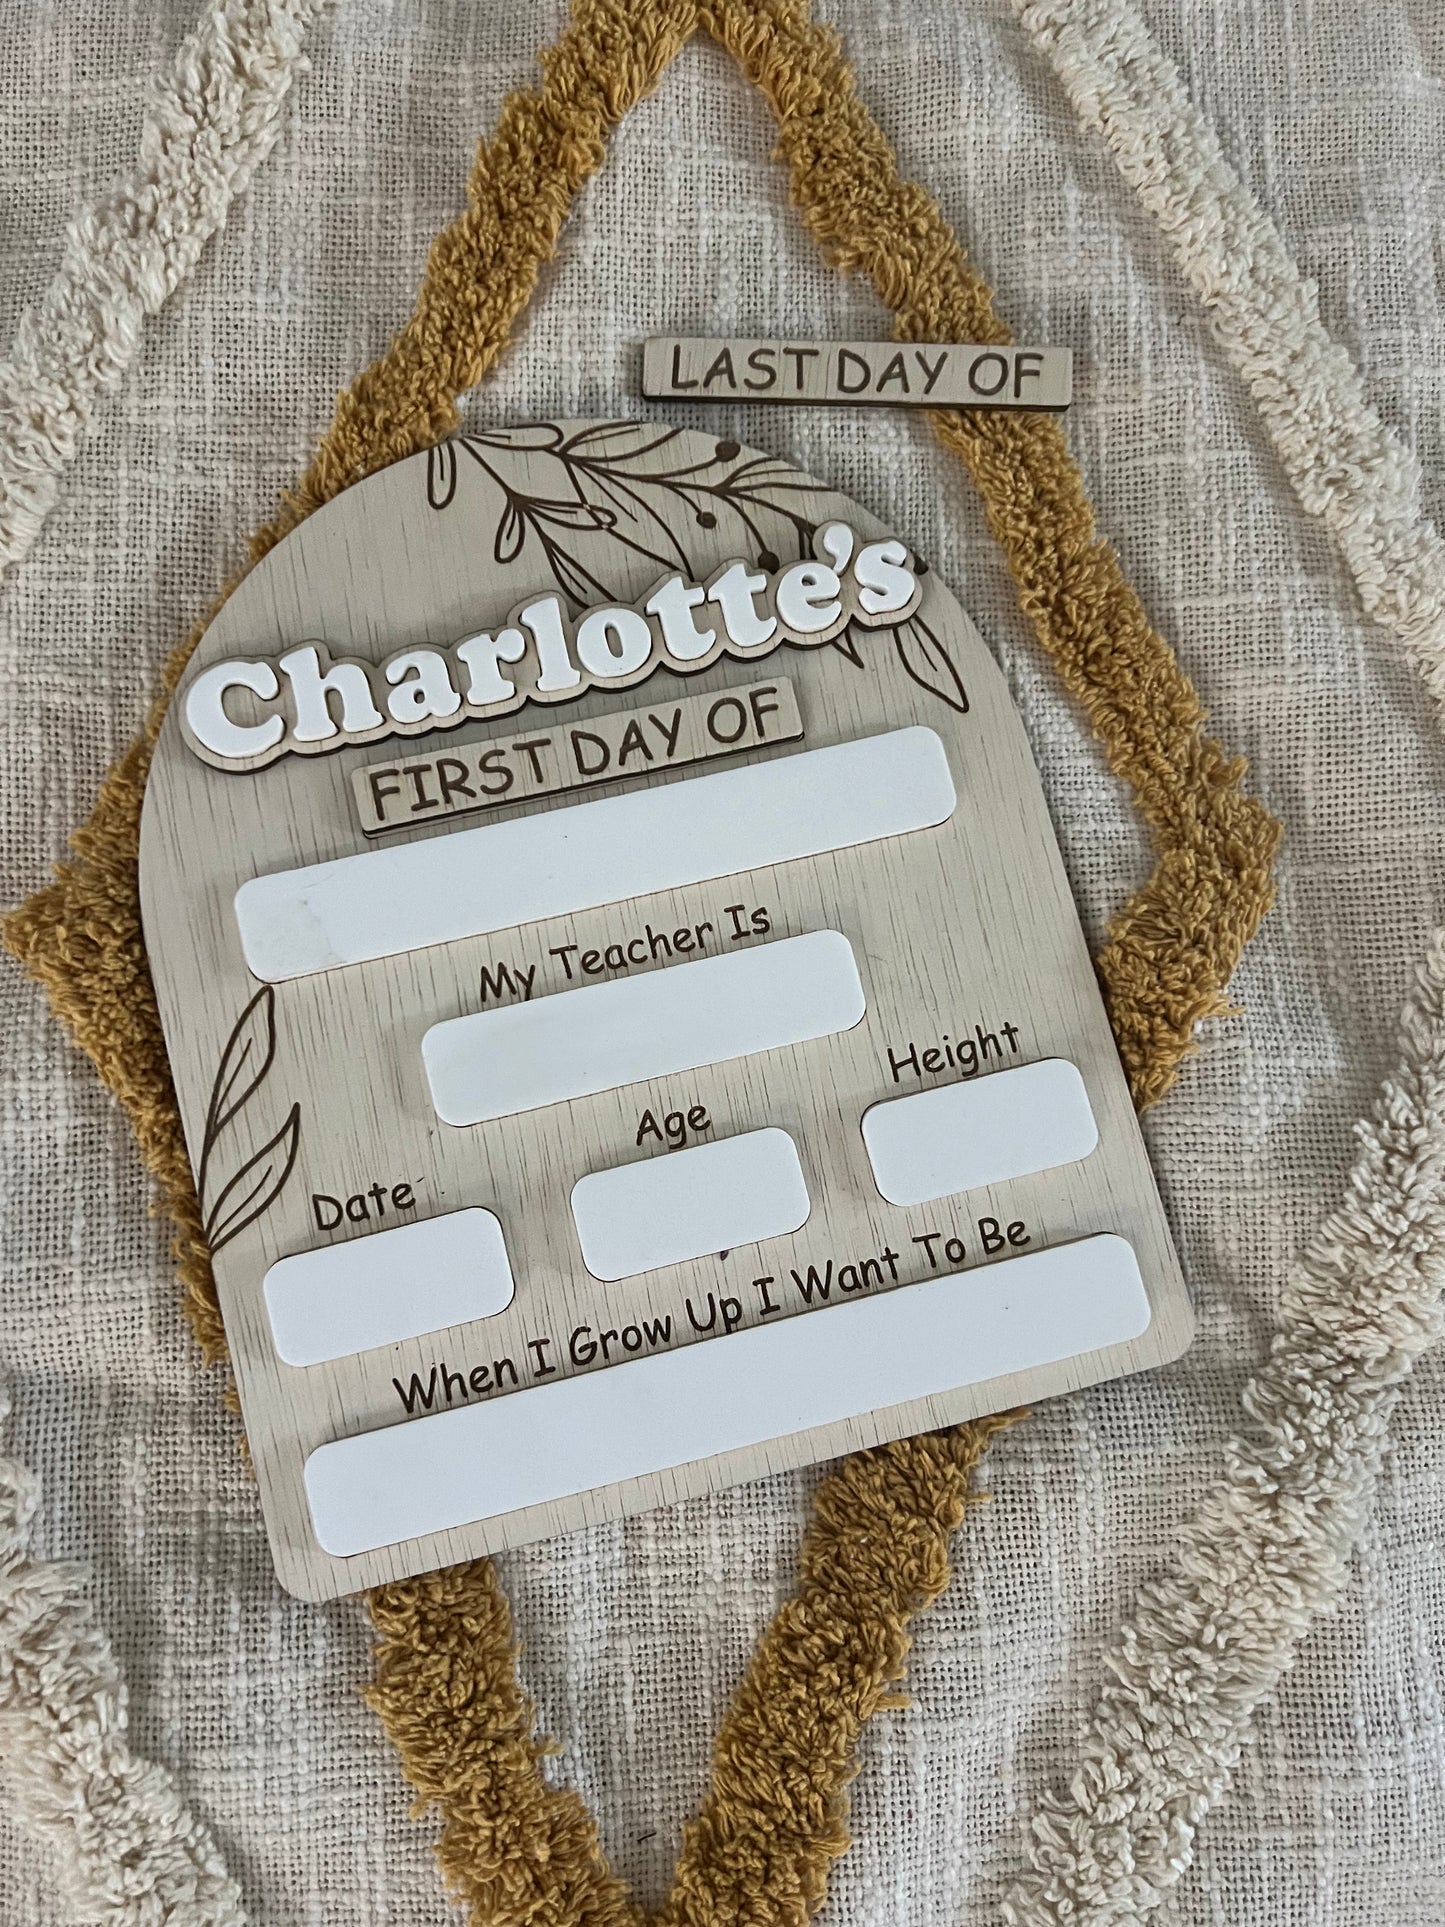 LAST DAY OF
Charlotte's
FIRST DAY OF
My Teacher Is
Date
Age
Height
When I Grow Up I Want To Be